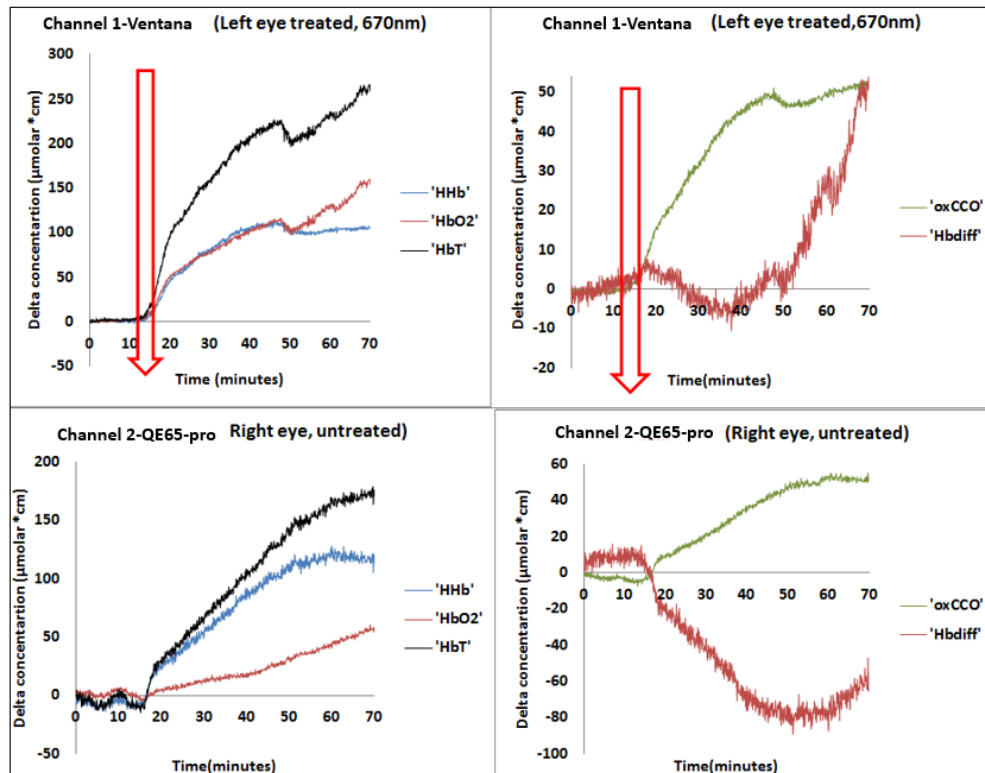 Channel 1-Ventana (Left eye treated, 670nm)
Delta concentartion (µmolar *cm)
300
250
200
150
100
50
0
-50
0 10 20 30 40 50 60 70
Time (minutes)
'HHb'
'HbO2'
'HbT'
Channel 1-Ventana (Left eye treated, 670nm)
Delta concentartion (µmolar *cm)
50
40
30
20
10
0
-10
-20
0 10 20 30 40 50 60 70
Time(minutes)
'oxCCO'
'Hbdiff'
Channel 2-QE65-pro Right eye, untreated)
Delta concentartion (µmolar *cm)
200
150
100
50
0
-50
0 10 20 30 40 50 60 70
Time(minutes)
'HHb'
'HbO2'
'HbT'
Channel 2-QE65-pro (Right eye, untreated)
Delta concentartion (µmolar *cm)
60
40
20
0
-20
-40
-60
-80
-100
0 10 20 30 40 50 60 70
Time(minutes)
'oxCCO'
'Hbdiff'